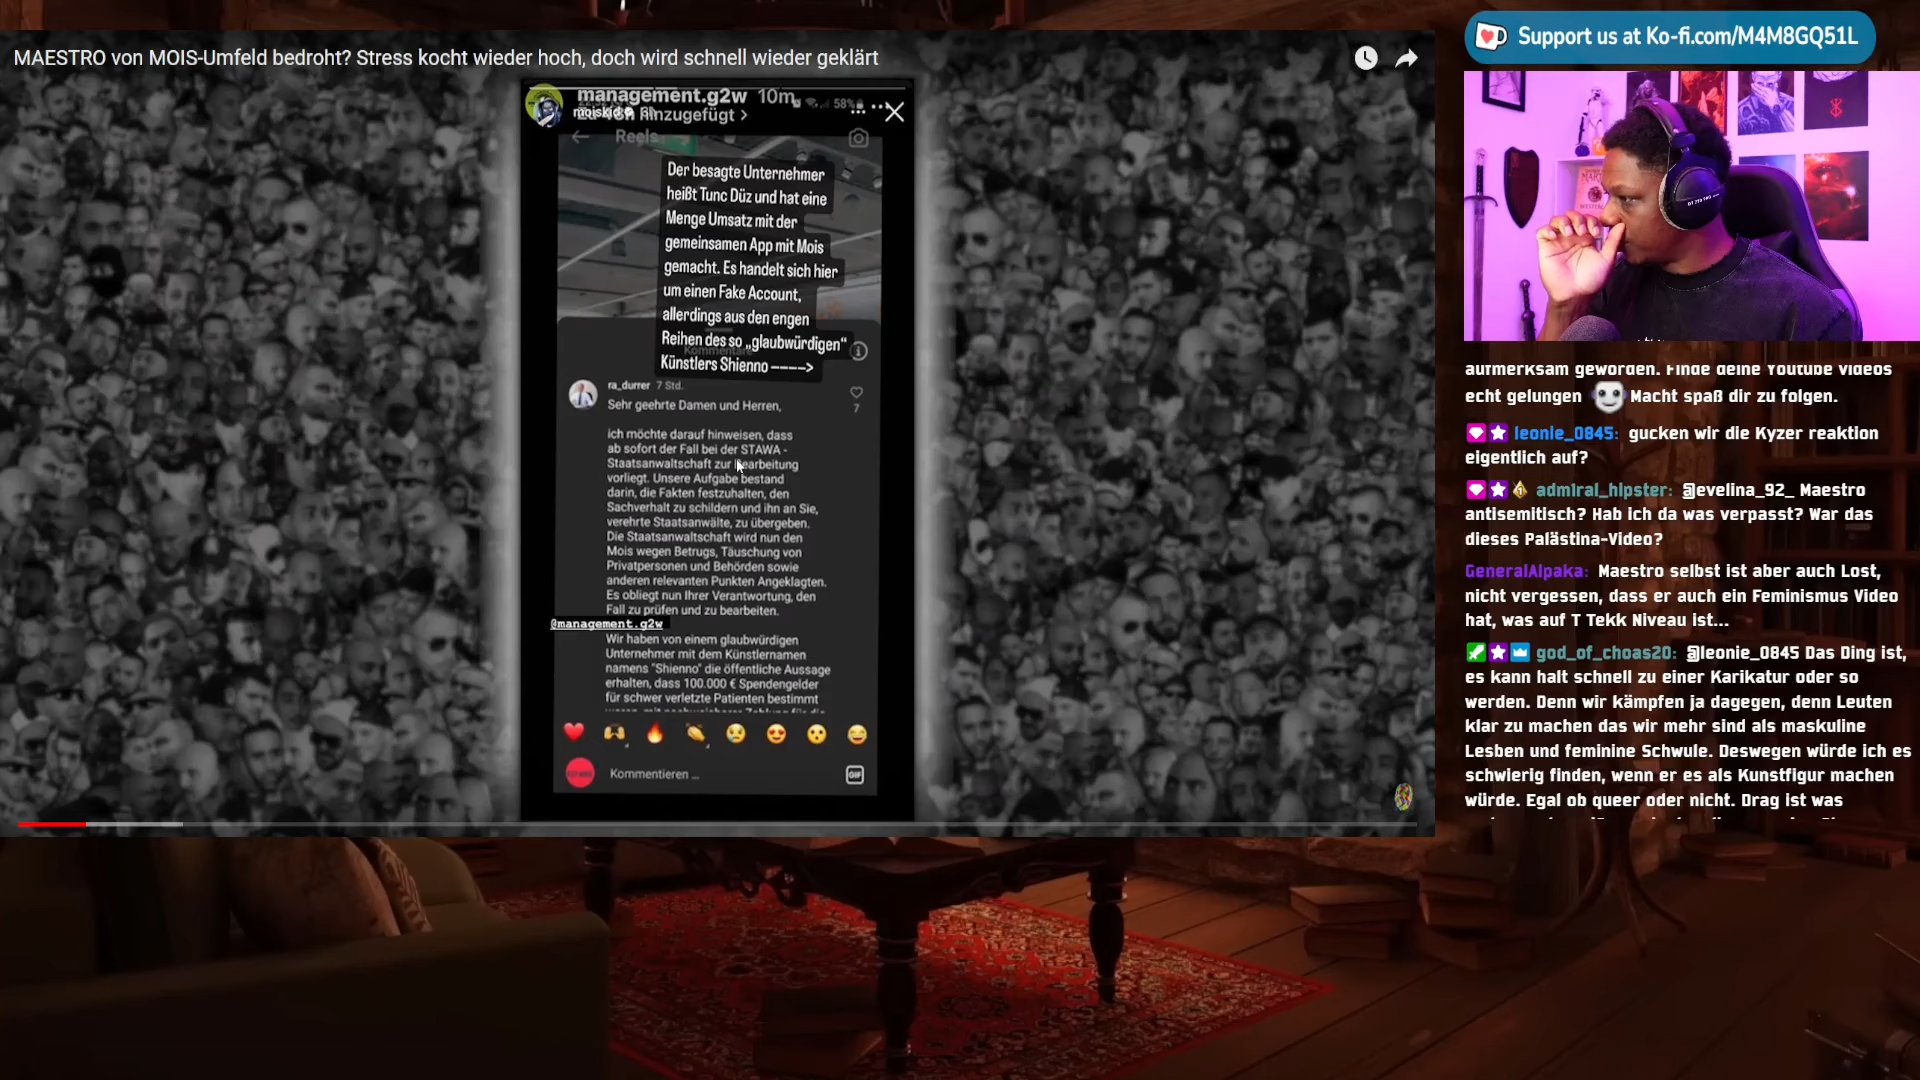 MAESTRO von MOIS-Umfeld bedroht? Stress kocht wieder hoch, doch wird schnell wieder geklärt
management.g2w 10m
58%
moiskid
hinzugefügt >
Reels
Der besagte Unternehmer
heißt Tunc Düz und hat eine
Menge Umsatz mit der
gemeinsamen App mit Mois
gemacht. Es handelt sich hier
um einen Fake Account,
allerdings aus den engen
Reihen des so „glaubwürdigen“
Künstlers Shienno ---->
Kommentare
ra_durrer 7 Std.
Sehr geehrte Damen und Herren,
7
ich möchte darauf hinweisen, dass
ab sofort der Fall bei der STAWA -
Staatsanwaltschaft zur Bearbeitung
vorliegt. Unsere Aufgabe bestand
darin, die Fakten festzuhalten, den
Sachverhalt zu schildern und ihn an Sie,
verehrte Staatsanwälte, zu übergeben.
Die Staatsanwaltschaft wird nun den
Mois wegen Betrugs, Täuschung von
Privatpersonen und Behörden sowie
anderen relevanten Punkten Angeklagten.
Es obliegt nun Ihrer Verantwortung, den
Fall zu prüfen und zu bearbeiten.
@management.g2w
Wir haben von einem glaubwürdigen
Unternehmer mit dem Künstlernamen
namens "Shienno" die öffentliche Aussage
erhalten, dass 100.000 € Spendengelder
für schwer verletzte Patienten bestimmt
Kommentieren ...
GIF
Support us at Ko-fi.com/M4M8GQ51L
aufmerksam geworden. Finde deine Youtube Videos
echt gelungen Macht spaß dir zu folgen.
leonie_0845: gucken wir die Kyzer reaktion
eigentlich auf?
adm1ral_hipster: @evelina_92_ Maestro
antisemitisch? Hab ich da was verpasst? War das
dieses Palästina-Video?
GeneralAlpaka: Maestro selbst ist aber auch Lost,
nicht vergessen, dass er auch ein Feminismus Video
hat, was auf T Tekk Niveau ist...
god_of_choas20: @leonie_0845 Das Ding ist,
es kann halt schnell zu einer Karikatur oder so
werden. Denn wir kämpfen ja dagegen, denn Leuten
klar zu machen das wir mehr sind als maskuline
Lesben und feminine Schwule. Deswegen würde ich es
schwierig finden, wenn er es als Kunstfigur machen
würde. Egal ob queer oder nicht. Drag ist was